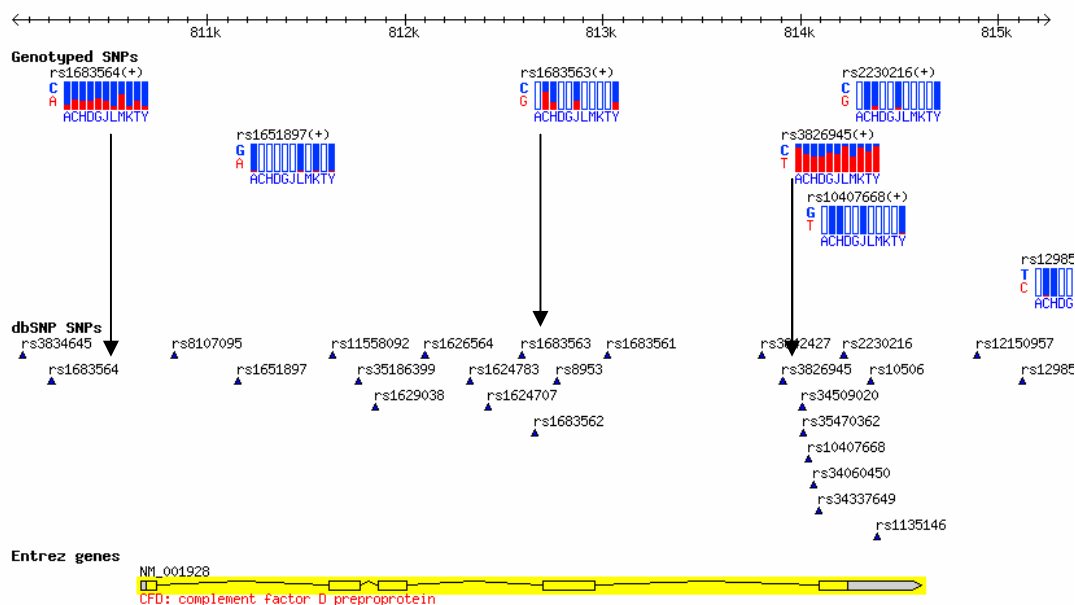 811k 812k 813k 814k 815k
Genotyped SNPs
rs1683564(+) rs1683563(+) rs2230216(+)
C C C
A G G
ACHDGJLMKTY ACHDGJLMKTY ACHDGJLMKTY
rs1651897(+) rs3826945(+)
G C
A T
ACHDGJLMKTY ACHDGJLMKTY
rs10407668(+)
G
T
ACHDGJLMKTY
rs12985
T
C
ACHDG
dbSNP SNPs
rs3834645 rs8107095 rs11558092 rs1626564 rs1683563 rs1683561 rs2230216 rs12150957
rs1683564 rs1651897 rs35186399 rs1624783 rs8953 rs3826945 rs10506 rs12985
rs1629038 rs1624707 rs34509020
rs1683562 rs35470362
rs10407668
rs34060450
rs34337649
rs1135146
Entrez genes
NM_001928
CFD: complement factor D preproprotein